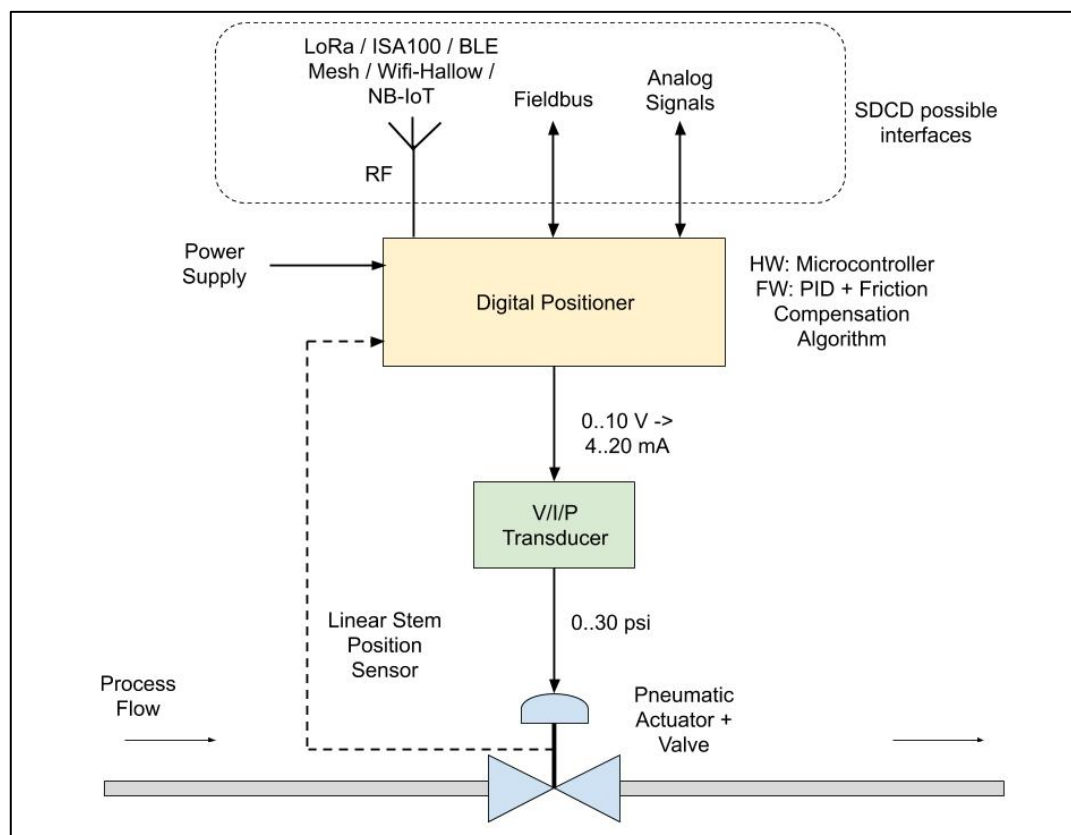 LoRa / ISA100 / BLE
Mesh / Wifi-Hallow /
NB-IoT
Fieldbus
Analog
Signals
SDCD possible
interfaces
RF
Power
Supply
Digital Positioner
HW: Microcontroller
FW: PID + Friction
Compensation
Algorithm
0..10 V ->
4..20 mA
V/I/P
Transducer
Linear Stem
Position
Sensor
0..30 psi
Process
Flow
Pneumatic
Actuator +
Valve